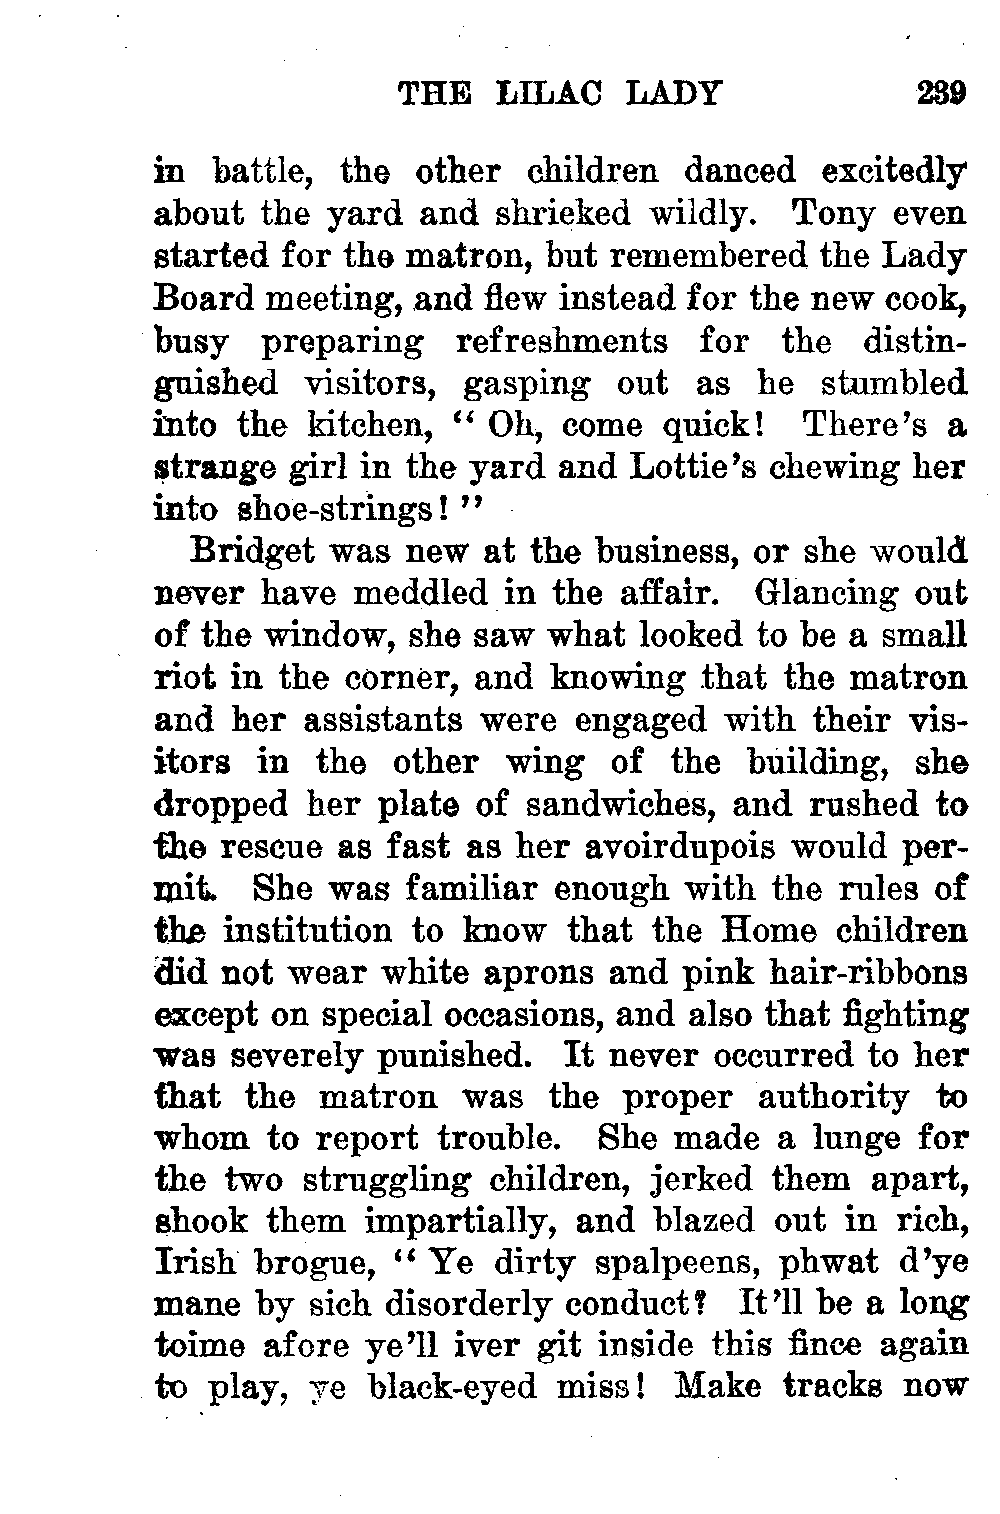 THE LILAC LADY 239
in battle, the other children danced excitedly
about the yard and shrieked wildly. Tony even
started for the matron, but remembered the Lady
Board meeting, and flew instead for the new cook,
busy preparing refreshments for the distin-
guished visitors, gasping out as he stumbled
into the kitchen, “ Oh, come quick! There’s a
strange girl in the yard and Lottie’s chewing her
into shoe-strings! ”
Bridget was new at the business, or she would
never have meddled in the affair. Glancing out
of the window, she saw what looked to be a small
riot in the corner, and knowing that the matron
and her assistants were engaged with their vis-
itors in the other wing of the building, she
dropped her plate of sandwiches, and rushed to
the rescue as fast as her avoirdupois would per-
mit. She was familiar enough with the rules of
the institution to know that the Home children
did not wear white aprons and pink hair-ribbons
except on special occasions, and also that fighting
was severely punished. It never occurred to her
that the matron was the proper authority to
whom to report trouble. She made a lunge for
the two struggling children, jerked them apart,
shook them impartially, and blazed out in rich,
Irish brogue, “ Ye dirty spalpeens, phwat d’ye
mane by sich disorderly conduct? It’ll be a long
toime afore ye’ll iver git inside this fince again
to play, ye black-eyed miss! Make tracks now